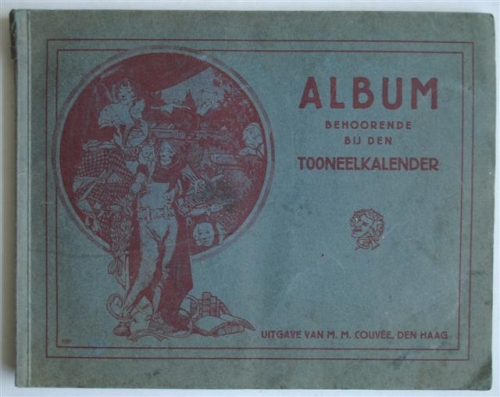 ALBUM
BEHOORENDE
BIJ DEN
TOONEELKALENDER
UITGAVE VAN M. M. COUVÉE, DEN HAAG